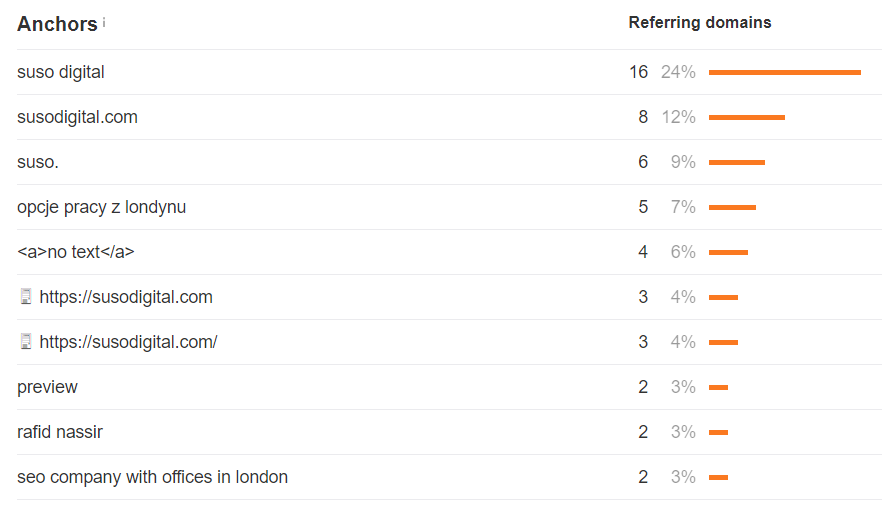 Anchors i Referring domains
suso digital 16 24%
susodigital.com 8 12%
suso. 6 9%
opcje pracy z londynu 5 7%
<a>no text</a> 4 6%
https://susodigital.com 3 4%
https://susodigital.com/ 3 4%
preview 2 3%
rafid nassir 2 3%
seo company with offices in london 2 3%